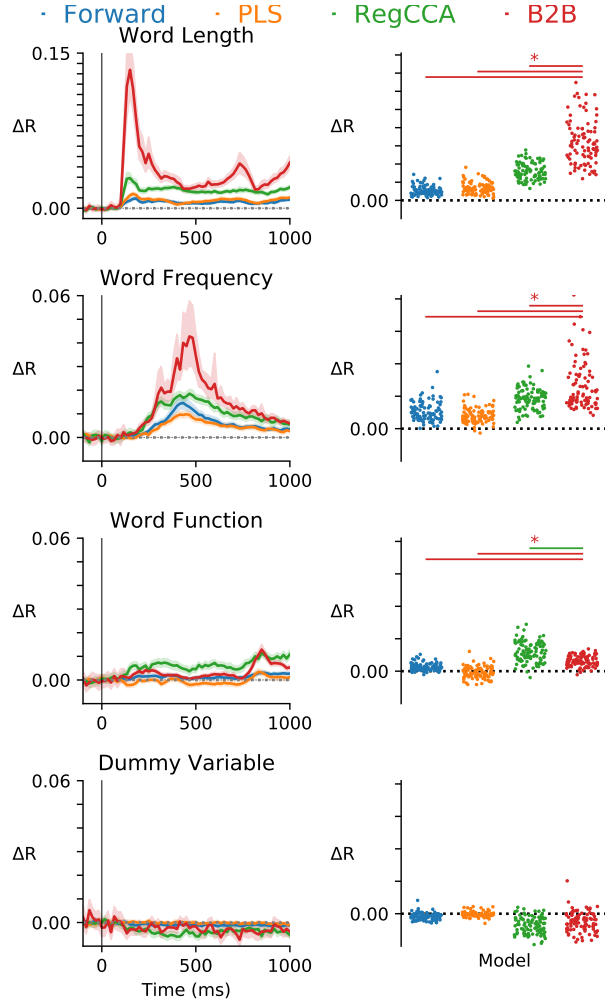 Forward PLS RegCCA B2B
Word Length
0.15
ΔR
0.00
0 500 1000
ΔR
0.00
*
Word Frequency
0.06
ΔR
0.00
0 500 1000
ΔR
0.00
*
Word Function
0.06
ΔR
0.00
0 500 1000
ΔR
0.00
*
Dummy Variable
0.06
ΔR
0.00
0 500 1000
Time (ms)
ΔR
0.00
Model